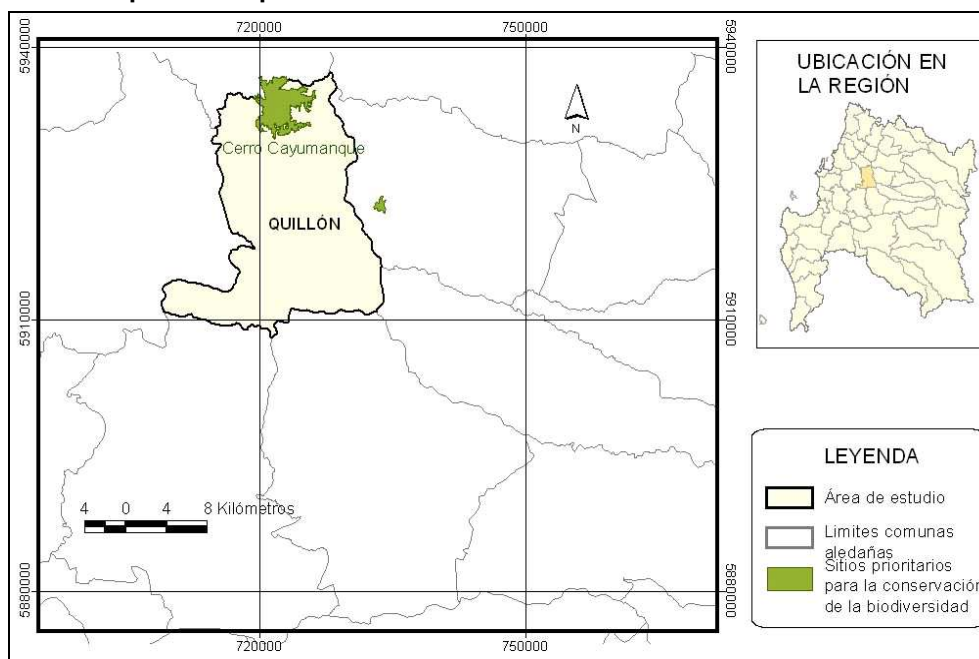 720000
750000
5940000
5940000
UBICACIÓN EN
LA REGIÓN
N
Cerro Cayumanque
QUILLÓN
5910000
5910000
LEYENDA
Área de estudio
Limites comunas
aledañas
Sitios prioritarios
para la conservación
de la biodiversidad
4 0 4 8 Kilómetros
5880000
5880000
720000
750000